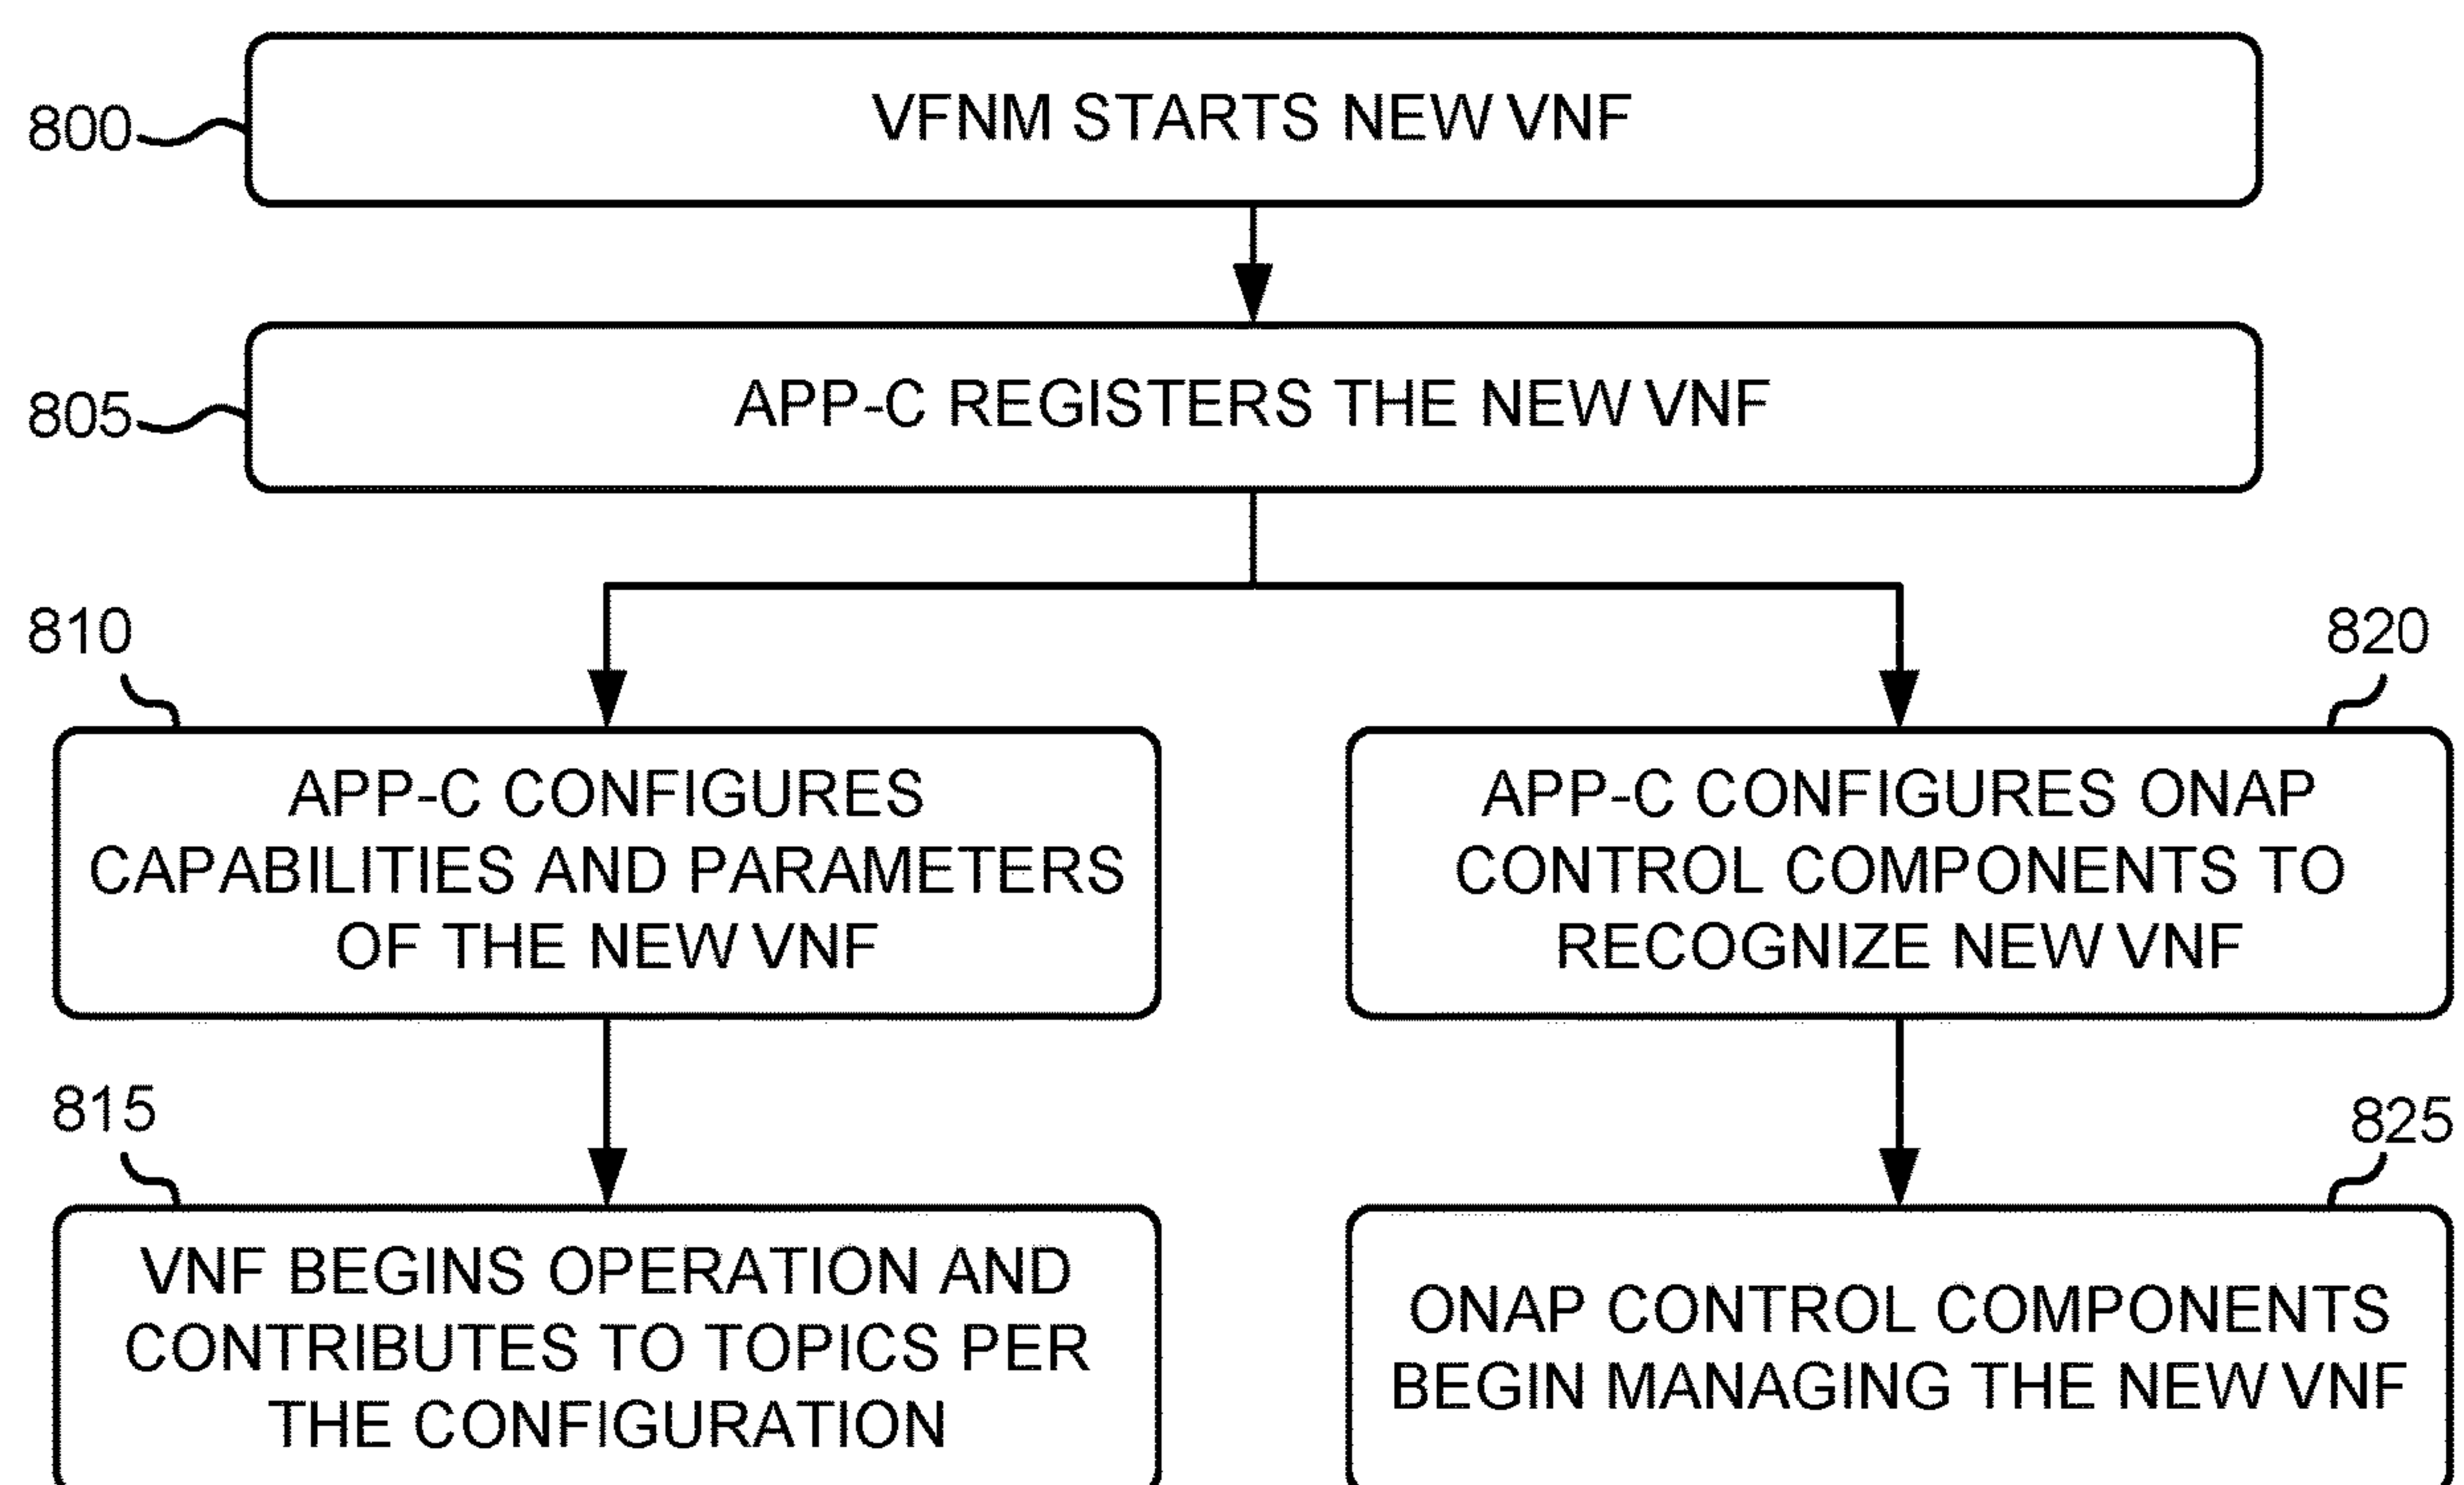 800
VFNM STARTS NEW VNF
805
APP-C REGISTERS THE NEW VNF
810
APP-C CONFIGURES
CAPABILITIES AND PARAMETERS
OF THE NEW VNF
815
VNF BEGINS OPERATION AND
CONTRIBUTES TO TOPICS PER
THE CONFIGURATION
820
APP-C CONFIGURES ONAP
CONTROL COMPONENTS TO
RECOGNIZE NEW VNF
825
ONAP CONTROL COMPONENTS
BEGIN MANAGING THE NEW VNF